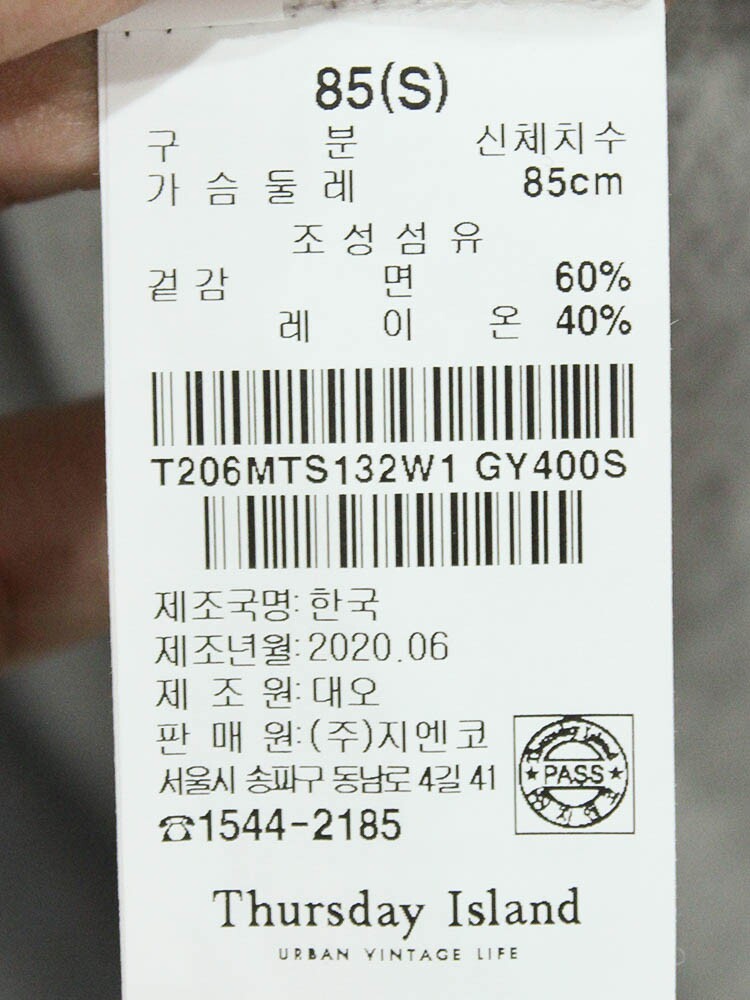 85(S)
구 분 신체치수
가슴둘레 85cm
조성섬유
겉감 면 60%
레이온 40%
T206MTS132W1 GY400S
제조국명:한국
제조년월:2020.06
제조원:대오
판매원:(주)지엔코
서울시 송파구 동남로 4길 41
☎1544-2185
PASS
Thursday Island
URBAN VINTAGE LIFE